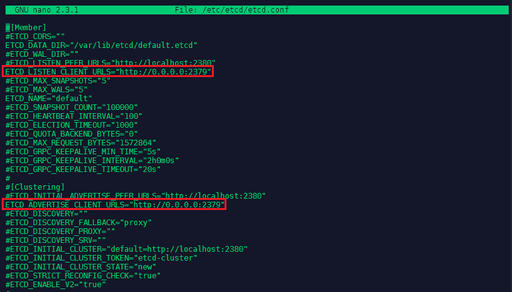 GNU nano 2.3.1 File: /etc/etcd/etcd.conf
#[Member]
#ETCD_CORS=""
ETCD_DATA_DIR="/var/lib/etcd/default.etcd"
#ETCD_WAL_DIR=""
#ETCD_LISTEN_PEER_URLS="http://localhost:2380"
ETCD_LISTEN_CLIENT_URLS="http://0.0.0.0:2379"
#ETCD_MAX_SNAPSHOTS="5"
#ETCD_MAX_WALS="5"
ETCD_NAME="default"
#ETCD_SNAPSHOT_COUNT="100000"
#ETCD_HEARTBEAT_INTERVAL="100"
#ETCD_ELECTION_TIMEOUT="1000"
#ETCD_QUOTA_BACKEND_BYTES="0"
#ETCD_MAX_REQUEST_BYTES="1572864"
#ETCD_GRPC_KEEPALIVE_MIN_TIME="5s"
#ETCD_GRPC_KEEPALIVE_INTERVAL="2h0m0s"
#ETCD_GRPC_KEEPALIVE_TIMEOUT="20s"
#
#[Clustering]
#ETCD_INITIAL_ADVERTISE_PEER_URLS="http://localhost:2380"
ETCD_ADVERTISE_CLIENT_URLS="http://0.0.0.0:2379"
#ETCD_DISCOVERY=""
#ETCD_DISCOVERY_FALLBACK="proxy"
#ETCD_DISCOVERY_PROXY=""
#ETCD_DISCOVERY_SRV=""
#ETCD_INITIAL_CLUSTER="default=http://localhost:2380"
#ETCD_INITIAL_CLUSTER_TOKEN="etcd-cluster"
#ETCD_INITIAL_CLUSTER_STATE="new"
#ETCD_STRICT_RECONFIG_CHECK="true"
#ETCD_ENABLE_V2="true"